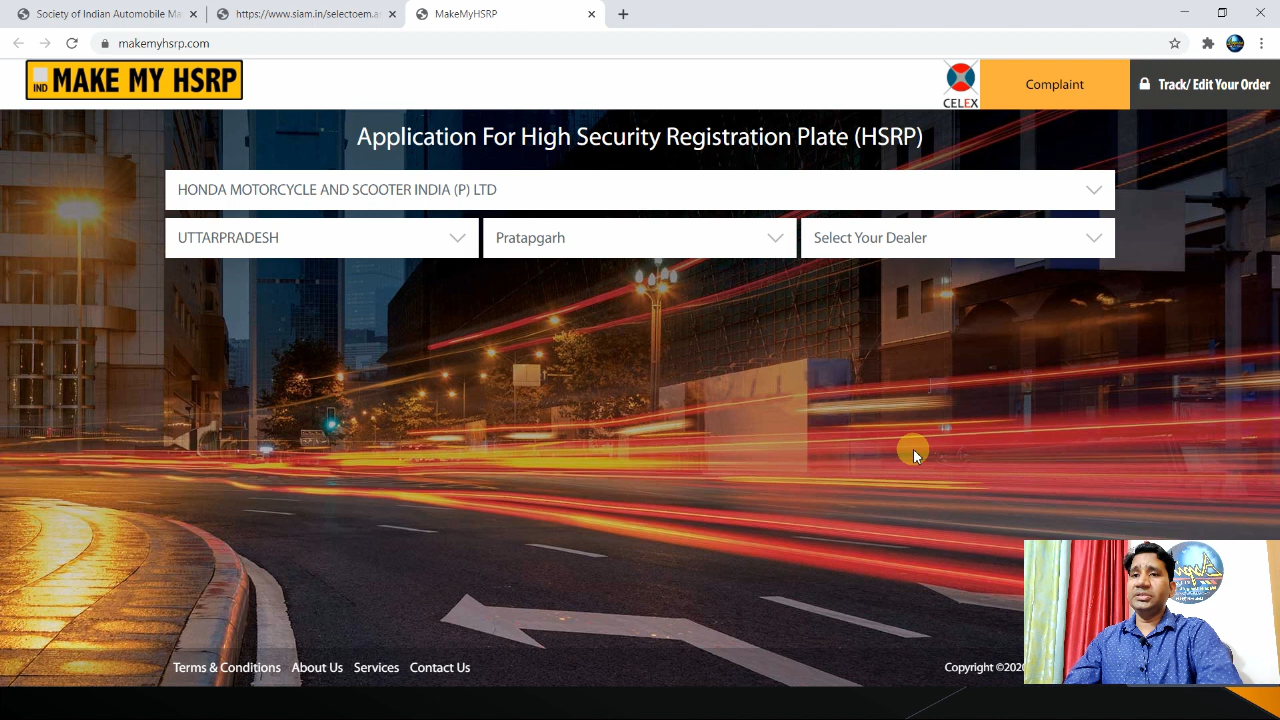 Society of Indian Automobile Ma
https://www.siam.in/selectoem.a
MakeMyHSRP
makemyhsrp.com
IND MAKE MY HSRP
CELEX
Complaint
Track/ Edit Your Order
Application For High Security Registration Plate (HSRP)
HONDA MOTORCYCLE AND SCOOTER INDIA (P) LTD
UTTARPRADESH
Pratapgarh
Select Your Dealer
Terms & Conditions
About Us
Services
Contact Us
Copyright ©2020